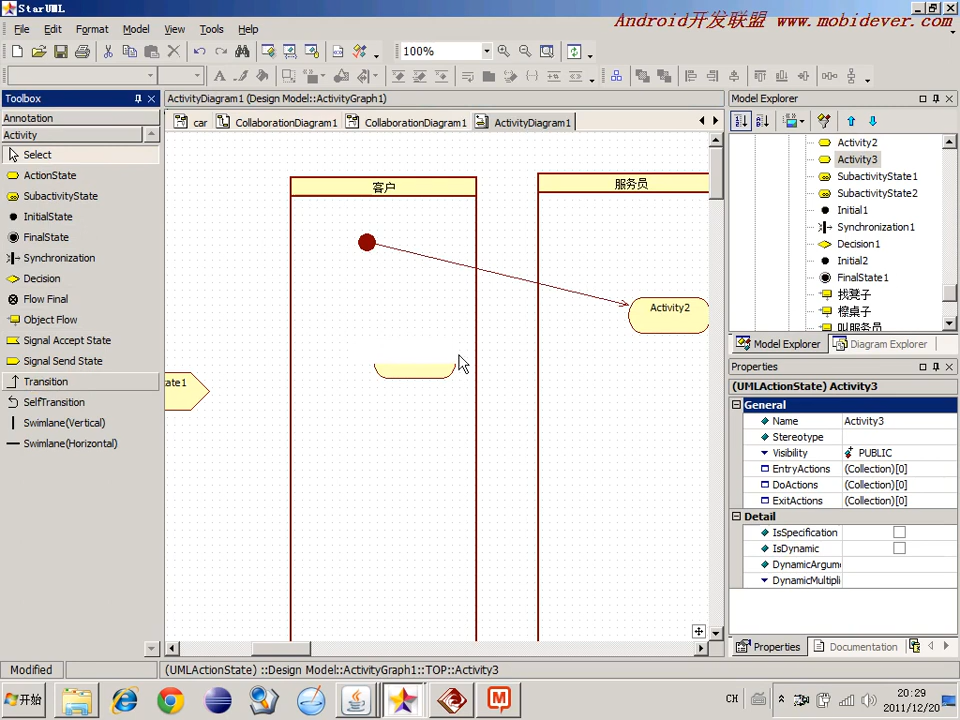 StarUML
Android开发联盟 www.mobidever.com
File Edit Format Model View Tools Help
100%
Toolbox
Annotation
Activity
Select
ActionState
SubactivityState
InitialState
FinalState
Synchronization
Decision
Flow Final
Object Flow
Signal Accept State
Signal Send State
Transition
SelfTransition
Swimlane(Vertical)
Swimlane(Horizontal)
ActivityDiagram1 (Design Model::ActivityGraph1)
car CollaborationDiagram1 CollaborationDiagram1 ActivityDiagram1
客户
服务员
Activity2
ate1
Model Explorer
Activity2
Activity3
SubactivityState1
SubactivityState2
Initial1
Synchronization1
Decision1
Initial2
FinalState1
找凳子
檫桌子
叫服务员
Model Explorer Diagram Explorer
Properties
(UMLActionState) Activity3
General
Name Activity3
Stereotype
Visibility PUBLIC
EntryActions (Collection)[0]
DoActions (Collection)[0]
ExitActions (Collection)[0]
Detail
IsSpecification
IsDynamic
DynamicArgum
DynamicMultipli
Properties Documentation
Modified (UMLActionState) ::Design Model::ActivityGraph1::TOP::Activity3
开始
CH
20:29
2011/12/20